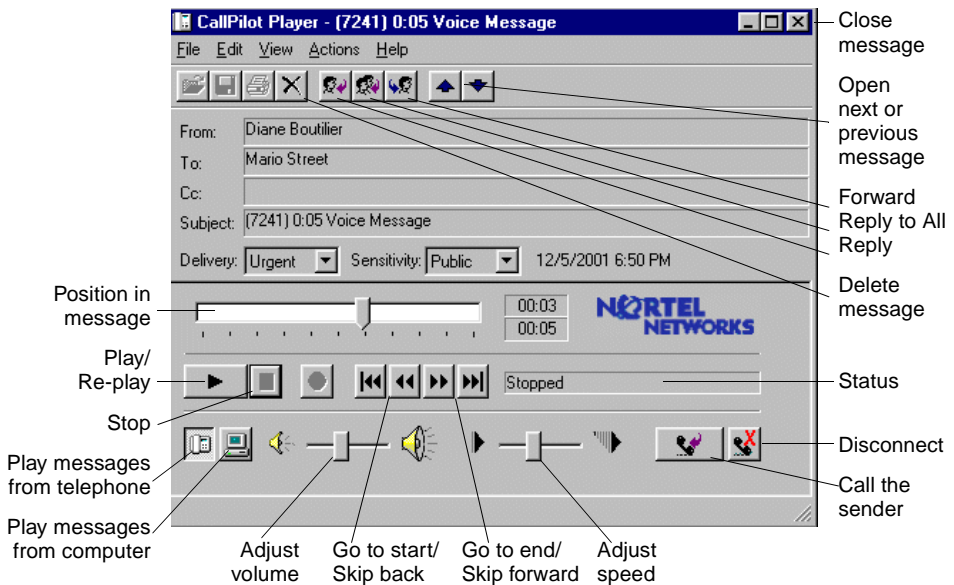 CallPilot Player - (7241) 0:05 Voice Message
File Edit View Actions Help
From: Diane Boutilier
To: Mario Street
Cc:
Subject: (7241) 0:05 Voice Message
Delivery: Urgent Sensitivity: Public 12/5/2001 6:50 PM
00:03
00:05
NORTEL
NETWORKS
Stopped
Close
message
Open
next or
previous
message
Forward
Reply to All
Reply
Delete
message
Status
Disconnect
Call the
sender
Position in
message
Play/
Re-play
Stop
Play messages
from telephone
Play messages
from computer
Adjust
volume
Go to start/
Skip back
Go to end/
Skip forward
Adjust
speed